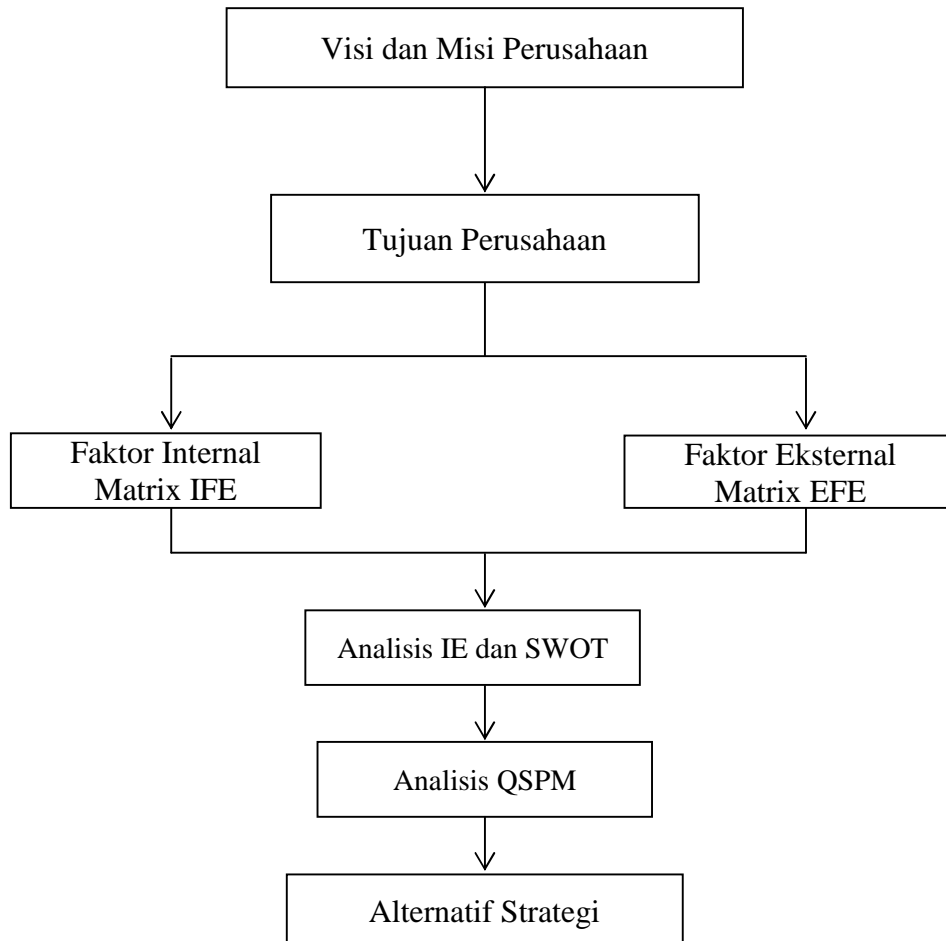 Visi dan Misi Perusahaan
Tujuan Perusahaan
Faktor Internal
Matrix IFE
Faktor Eksternal
Matrix EFE
Analisis IE dan SWOT
Analisis QSPM
Alternatif Strategi